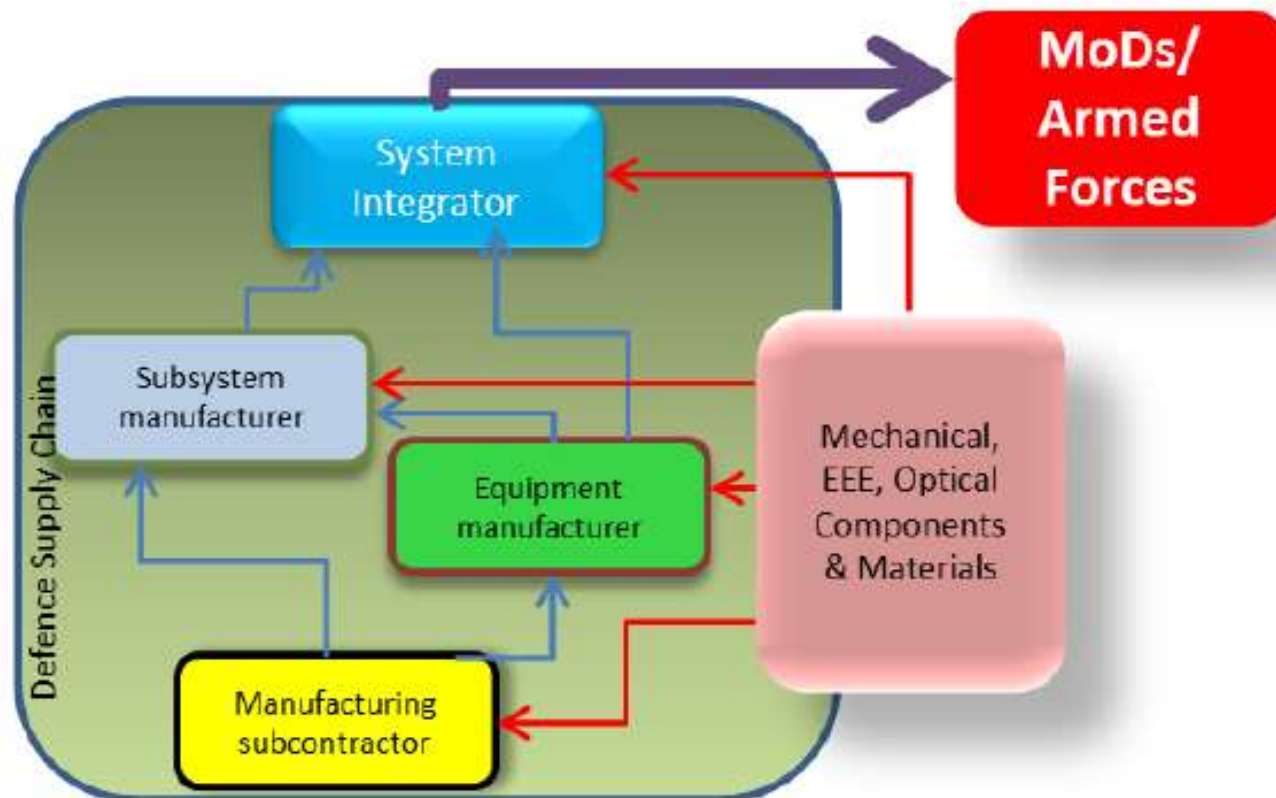 MoDs/
Armed
Forces
System
Integrator
Subsystem
manufacturer
Equipment
manufacturer
Mechanical,
EEE, Optical
Components
& Materials
Manufacturing
subcontractor
Defence Supply Chain